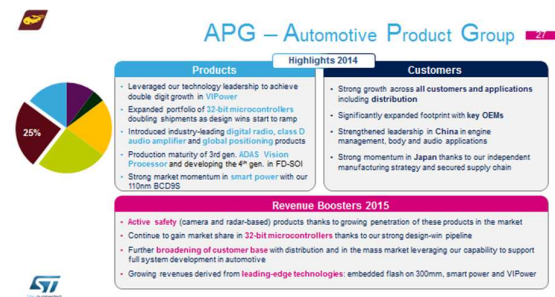 APG – Automotive Product Group
27
Highlights 2014
Products
Leveraged our technology leadership to achieve
double digit growth in VIPower
Expanded portfolio of 32-bit microcontrollers
doubling shipments as design wins start to ramp
Introduced industry-leading digital radio, class D
audio amplifier and global positioning products
Production maturity of 3rd gen. ADAS Vision
Processor and developing the 4th gen. in FD-SOI
Strong market momentum in smart power with our
110nm BCD9S
Customers
Strong growth across all customers and applications
including distribution
Significantly expanded footprint with key OEMs
Strengthened leadership in China in engine
management, body and audio applications
Strong momentum in Japan thanks to our independent
manufacturing strategy and secured supply chain
25%
Revenue Boosters 2015
Active safety (camera and radar-based) products thanks to growing penetration of these products in the market
Continue to gain market share in 32-bit microcontrollers thanks to our strong design-win pipeline
Further broadening of customer base with distribution and in the mass market leveraging our capability to support
full system development in automotive
Growing revenues derived from leading-edge technologies: embedded flash on 300mm, smart power and VIPower
ST